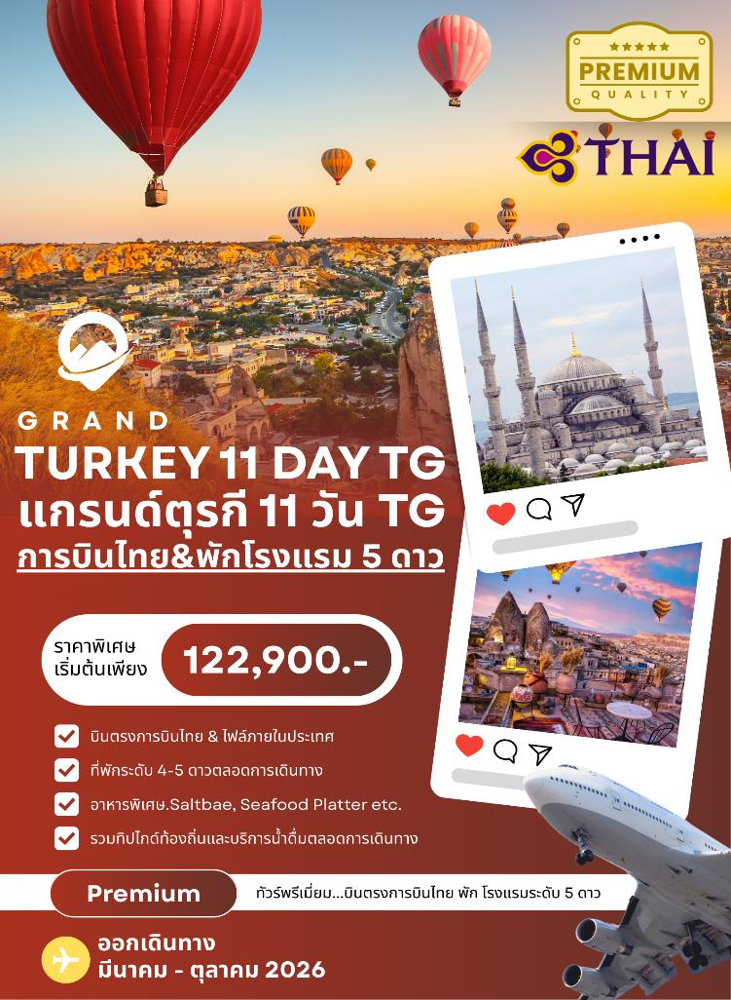 PREMIUM
QUALITY
THAI
GRAND
TURKEY 11 DAY TG
แกรนด์ตุรกี 11 วัน TG
การบินไทย&พักโรงแรม 5 ดาว
ราคาพิเศษ
เริ่มต้นเพียง
122,900.-
บินตรงการบินไทย & ไฟล์ภายในประเทศ
ที่พักระดับ 4-5 ดาวตลอดการเดินทาง
อาหารพิเศษ.Saltbae, Seafood Platter etc.
รวมทิปไกด์ท้องถิ่นและบริการน้ำดื่มตลอดการเดินทาง
Premium
ทัวร์พรีเมี่ยม...บินตรงการบินไทย พัก โรงแรมระดับ 5 ดาว
ออกเดินทาง
มีนาคม - ตุลาคม 2026